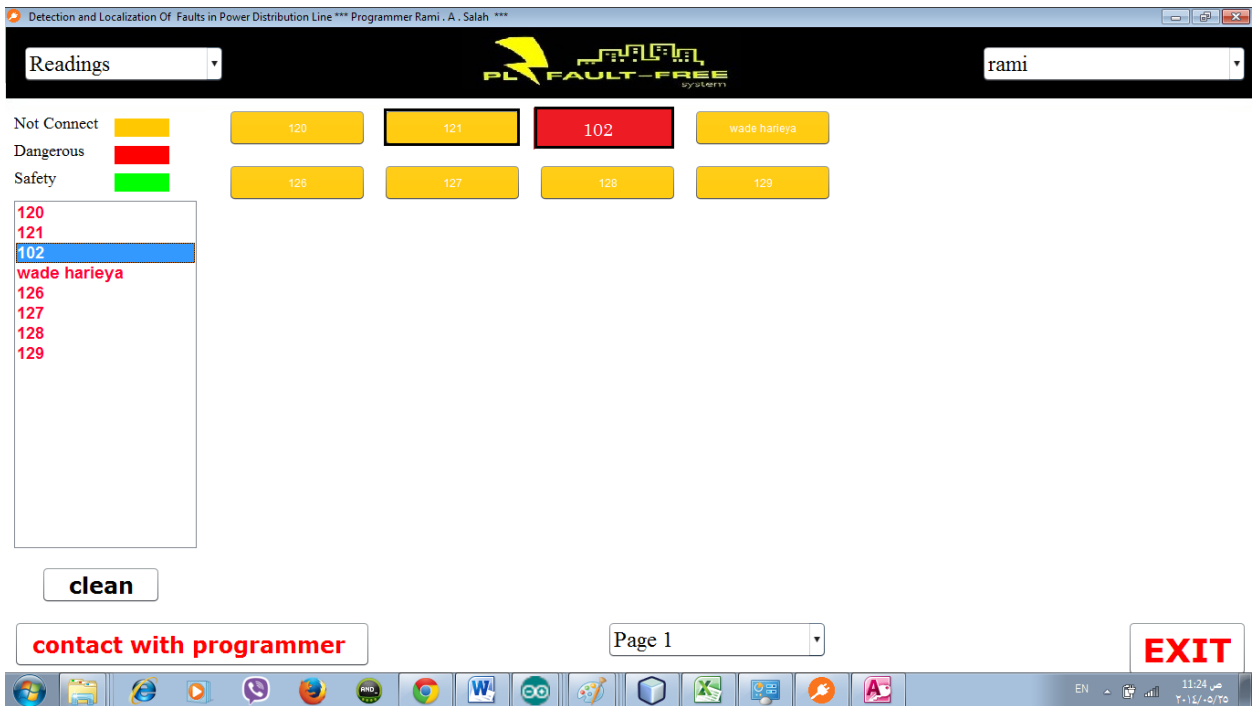 Detection and Localization Of Faults in Power Distribution Line *** Programmer Rami . A . Salah ***
Readings
PL FAULT-FREE
system
rami
Not Connect
Dangerous
Safety
120 121 102 wade harieya
126 127 128 129
120
121
102
wade harieya
126
127
128
129
clean
contact with programmer
Page 1
EXIT
EN
11:24 ص
٢٠١٤/٠٥/٢٥